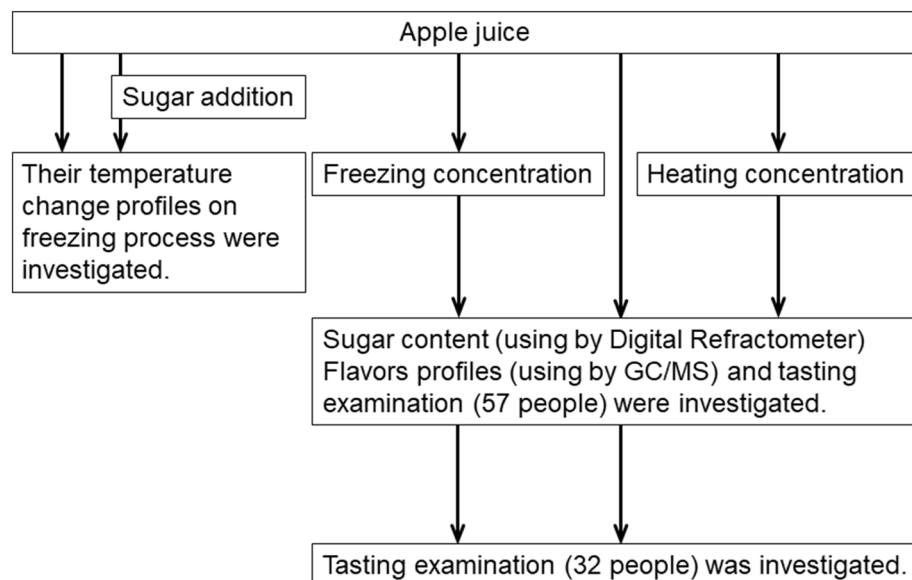 Apple juice
Sugar addition
Their temperature
change profiles on
freezing process were
investigated.
Freezing concentration
Heating concentration
Sugar content (using by Digital Refractometer)
Flavors profiles (using by GC/MS) and tasting
examination (57 people) were investigated.
Tasting examination (32 people) was investigated.